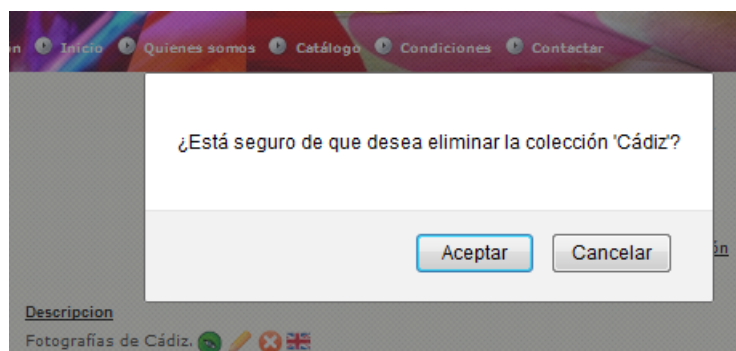 n Inicio Quienes somos Catálogo Condiciones Contactar
¿Está seguro de que desea eliminar la colección 'Cádiz'?
Aceptar Cancelar
ón
Descripcion
Fotografías de Cádiz.